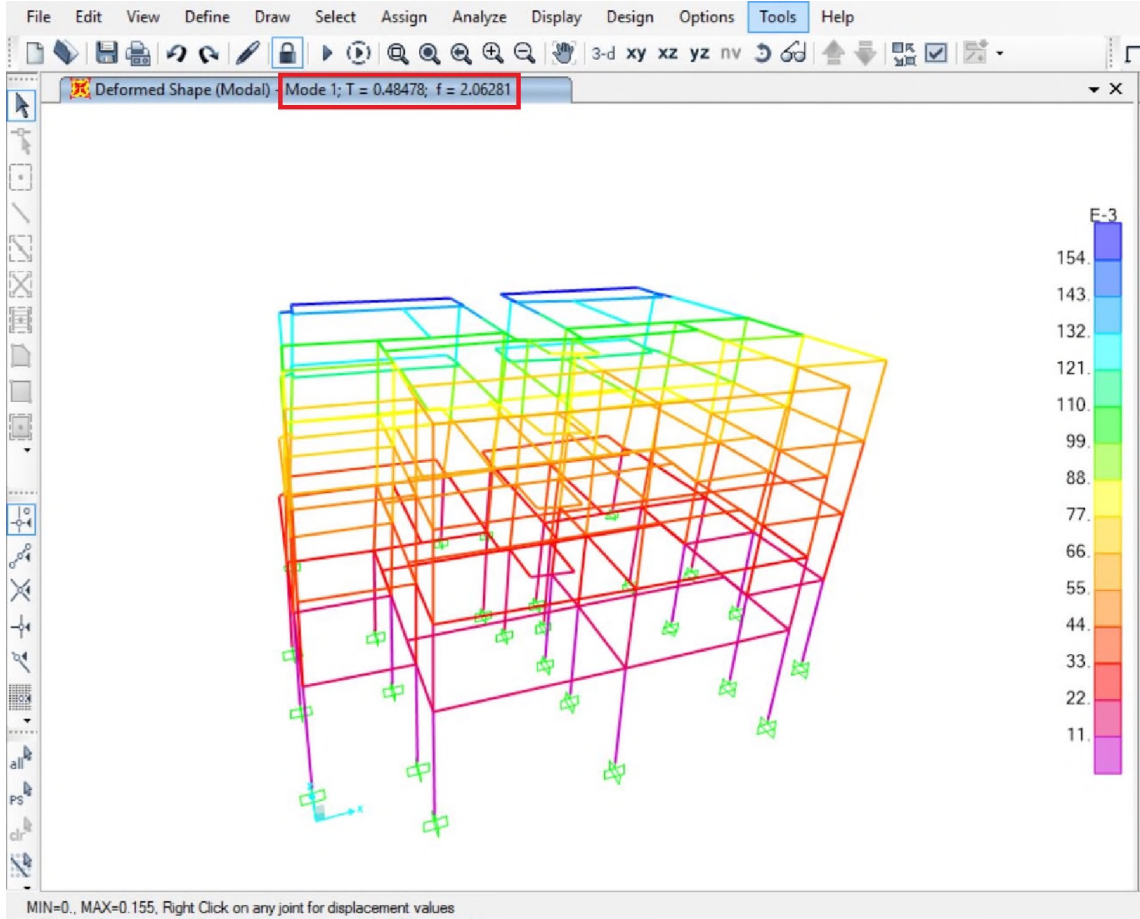 File Edit View Define Draw Select Assign Analyze Display Design Options Tools Help
3-d xy xz yz nv
Deformed Shape (Modal) - Mode 1; T = 0.48478; f = 2.06281
E-3
154.
143.
132.
121.
110.
99.
88.
77.
66.
55.
44.
33.
22.
11.
all
PS
clr
x
MIN=0., MAX=0.155, Right Click on any joint for displacement values